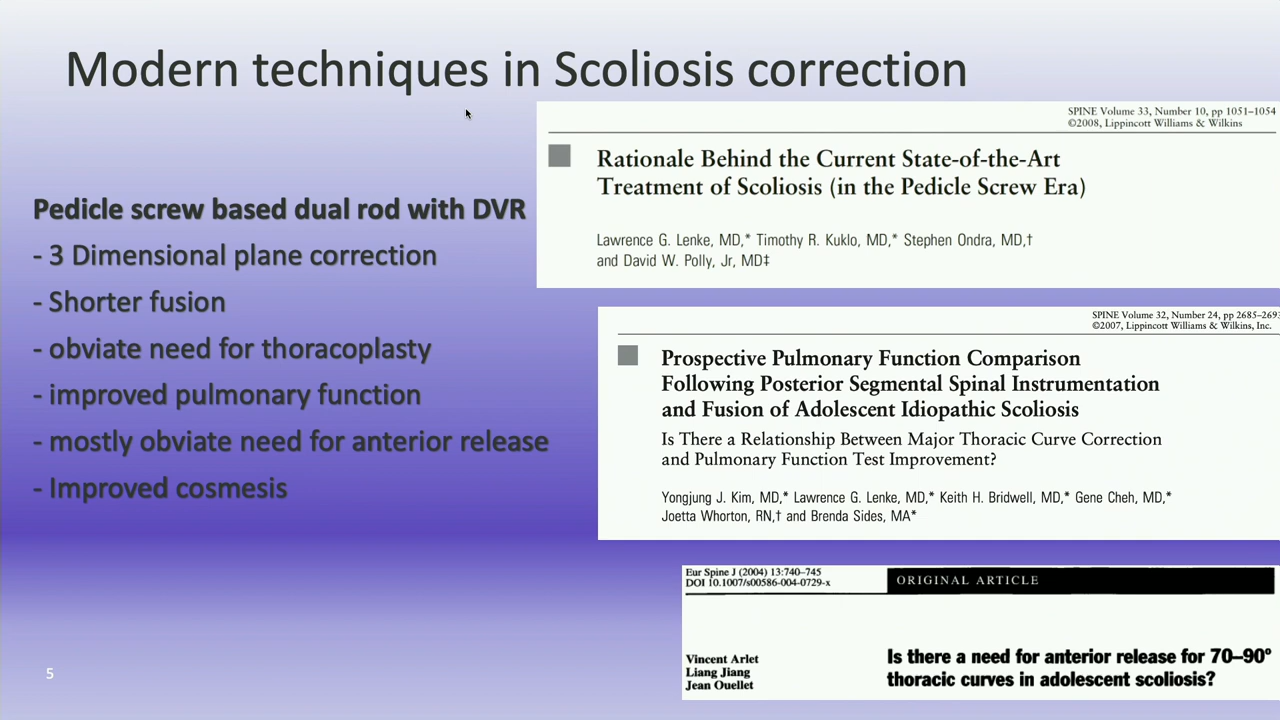 Modern techniques in Scoliosis correction
Pedicle screw based dual rod with DVR
- 3 Dimensional plane correction
- Shorter fusion
- obviate need for thoracoplasty
- improved pulmonary function
- mostly obviate need for anterior release
- Improved cosmesis
SPINE Volume 33, Number 10, pp 1051–1054
©2008, Lippincott Williams & Wilkins
Rationale Behind the Current State-of-the-Art
Treatment of Scoliosis (in the Pedicle Screw Era)
Lawrence G. Lenke, MD,* Timothy R. Kuklo, MD,* Stephen Ondra, MD,†
and David W. Polly, Jr, MD‡
SPINE Volume 32, Number 24, pp 2685–2693
©2007, Lippincott Williams & Wilkins, Inc.
Prospective Pulmonary Function Comparison
Following Posterior Segmental Spinal Instrumentation
and Fusion of Adolescent Idiopathic Scoliosis
Is There a Relationship Between Major Thoracic Curve Correction
and Pulmonary Function Test Improvement?
Yongjung J. Kim, MD,* Lawrence G. Lenke, MD,* Keith H. Bridwell, MD,* Gene Cheh, MD,*
Joetta Whorton, RN,† and Brenda Sides, MA*
Eur Spine J (2004) 13:740–745
DOI 10.1007/s00586-004-0729-x
ORIGINAL ARTICLE
Vincent Arlet
Liang Jiang
Jean Ouellet
Is there a need for anterior release for 70–90°
thoracic curves in adolescent scoliosis?
5